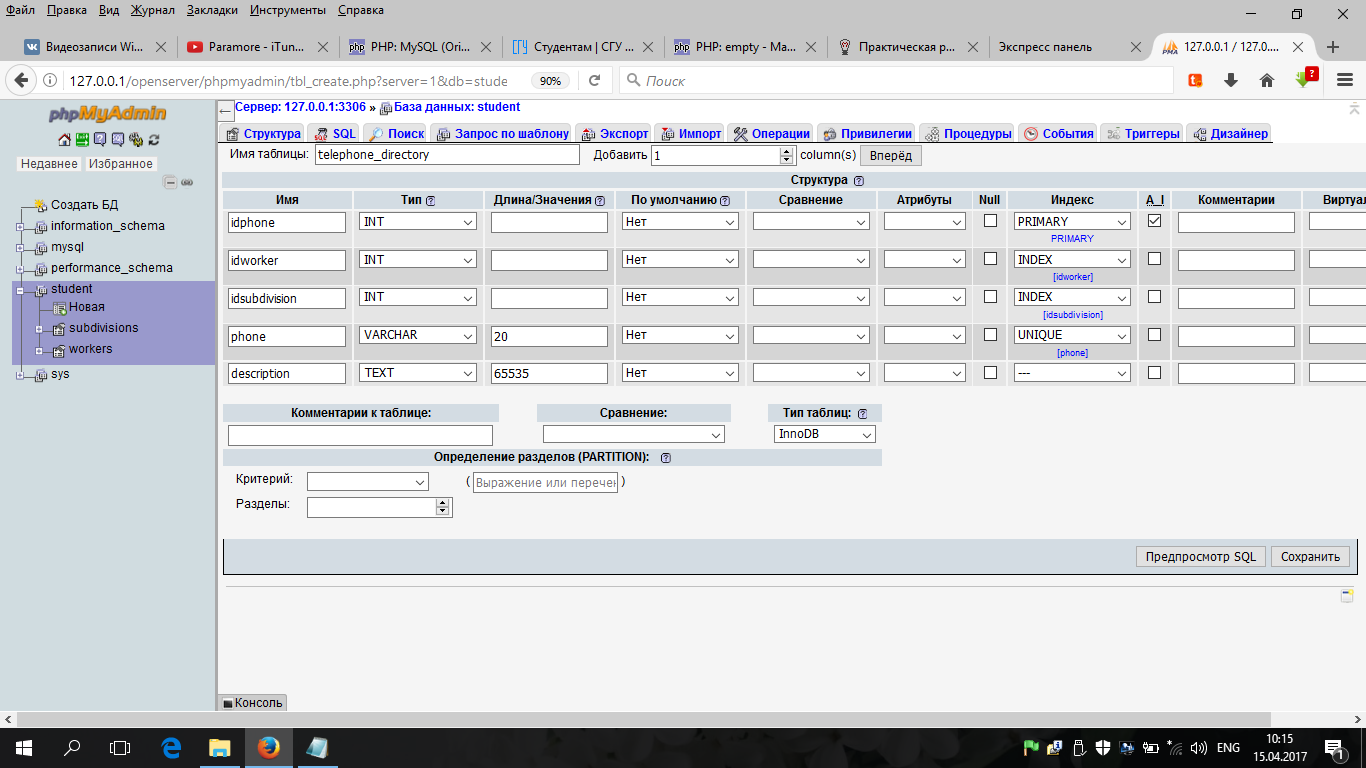 Файл Правка Вид Журнал Закладки Инструменты Справка
Видеозаписи Wi... Paramore - iTun... PHP: MySQL (Ori... Студентам | СГУ ... PHP: empty - Ma... Практическая р... Экспресс панель 127.0.0.1 / 127.0....
127.0.0.1/openserver/phpmyadmin/tbl_create.php?server=1&db=stude 90% Поиск
phpMyAdmin
Недавнее Избранное
Создать БД
information_schema
mysql
performance_schema
student
Новая
subdivisions
workers
sys
Сервер: 127.0.0.1:3306 » База данных: student
Структура SQL Поиск Запрос по шаблону Экспорт Импорт Операции Привилегии Процедуры События Триггеры Дизайнер
Имя таблицы: telephone_directory Добавить 1 column(s) Вперёд
Структура
Имя Тип Длина/Значения По умолчанию Сравнение Атрибуты Null Индекс A_I Комментарии Виртуал
idphone INT Нет PRIMARY
PRIMARY
idworker INT Нет INDEX
[idworker]
idsubdivision INT Нет INDEX
[idsubdivision]
phone VARCHAR 20 Нет UNIQUE
[phone]
description TEXT 65535 Нет ---
Комментарии к таблице: Сравнение: Тип таблиц:
InnoDB
Определение разделов (PARTITION):
Критерий: ( Выражение или перечен )
Разделы:
Предпросмотр SQL Сохранить
Консоль
ENG 10:15
15.04.2017 1